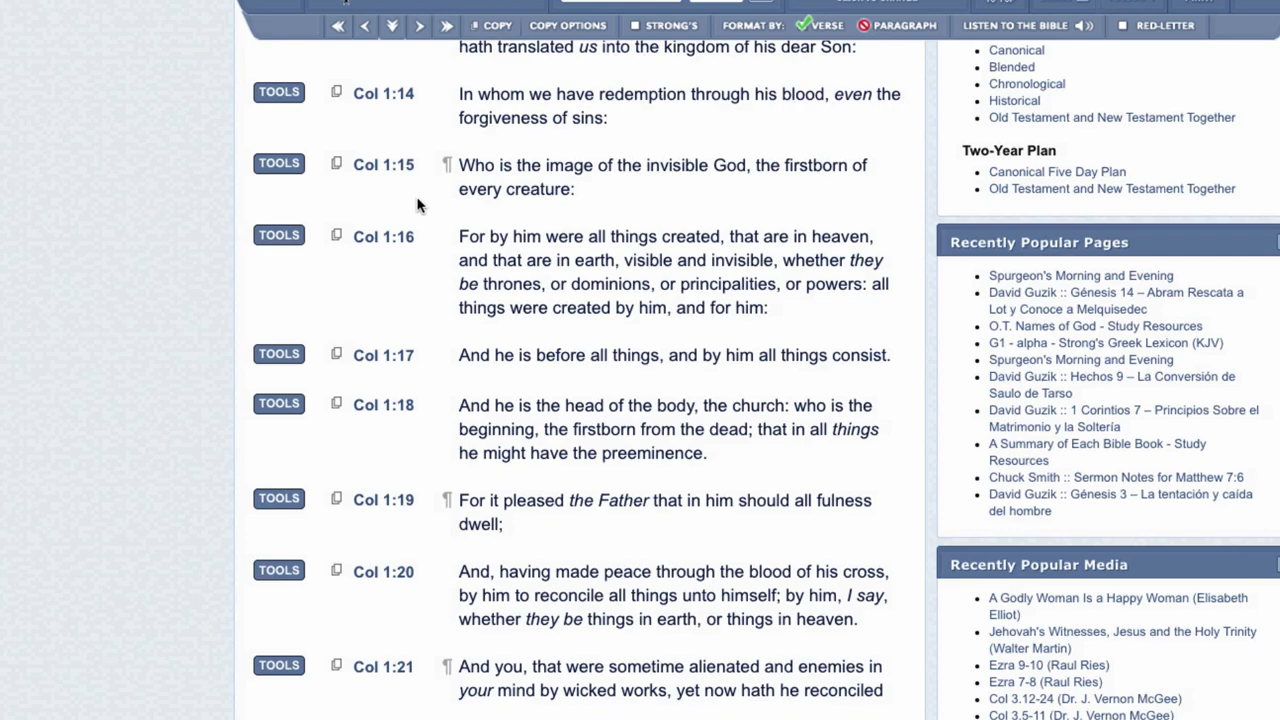 COPY COPY OPTIONS STRONG'S FORMAT BY: VERSE PARAGRAPH LISTEN TO THE BIBLE RED-LETTER
hath translated us into the kingdom of his dear Son:
TOOLS Col 1:14 In whom we have redemption through his blood, even the
forgiveness of sins:
TOOLS Col 1:15 ¶ Who is the image of the invisible God, the firstborn of
every creature:
TOOLS Col 1:16 For by him were all things created, that are in heaven,
and that are in earth, visible and invisible, whether they
be thrones, or dominions, or principalities, or powers: all
things were created by him, and for him:
TOOLS Col 1:17 And he is before all things, and by him all things consist.
TOOLS Col 1:18 And he is the head of the body, the church: who is the
beginning, the firstborn from the dead; that in all things
he might have the preeminence.
TOOLS Col 1:19 ¶ For it pleased the Father that in him should all fulness
dwell;
TOOLS Col 1:20 And, having made peace through the blood of his cross,
by him to reconcile all things unto himself; by him, I say,
whether they be things in earth, or things in heaven.
TOOLS Col 1:21 ¶ And you, that were sometime alienated and enemies in
your mind by wicked works, yet now hath he reconciled
Canonical
Blended
Chronological
Historical
Old Testament and New Testament Together
Two-Year Plan
Canonical Five Day Plan
Old Testament and New Testament Together
Recently Popular Pages
Spurgeon's Morning and Evening
David Guzik :: Génesis 14 – Abram Rescata a
Lot y Conoce a Melquisedec
O.T. Names of God - Study Resources
G1 - alpha - Strong's Greek Lexicon (KJV)
Spurgeon's Morning and Evening
David Guzik :: Hechos 9 – La Conversión de
Saulo de Tarso
David Guzik :: 1 Corintios 7 – Principios Sobre el
Matrimonio y la Soltería
A Summary of Each Bible Book - Study
Resources
Chuck Smith :: Sermon Notes for Matthew 7:6
David Guzik :: Génesis 3 – La tentación y caída
del hombre
Recently Popular Media
A Godly Woman Is a Happy Woman (Elisabeth
Elliot)
Jehovah's Witnesses, Jesus and the Holy Trinity
(Walter Martin)
Ezra 9-10 (Raul Ries)
Ezra 7-8 (Raul Ries)
Col 3.12-24 (Dr. J. Vernon McGee)
Col 3.5-11 (Dr. J. Vernon McGee)